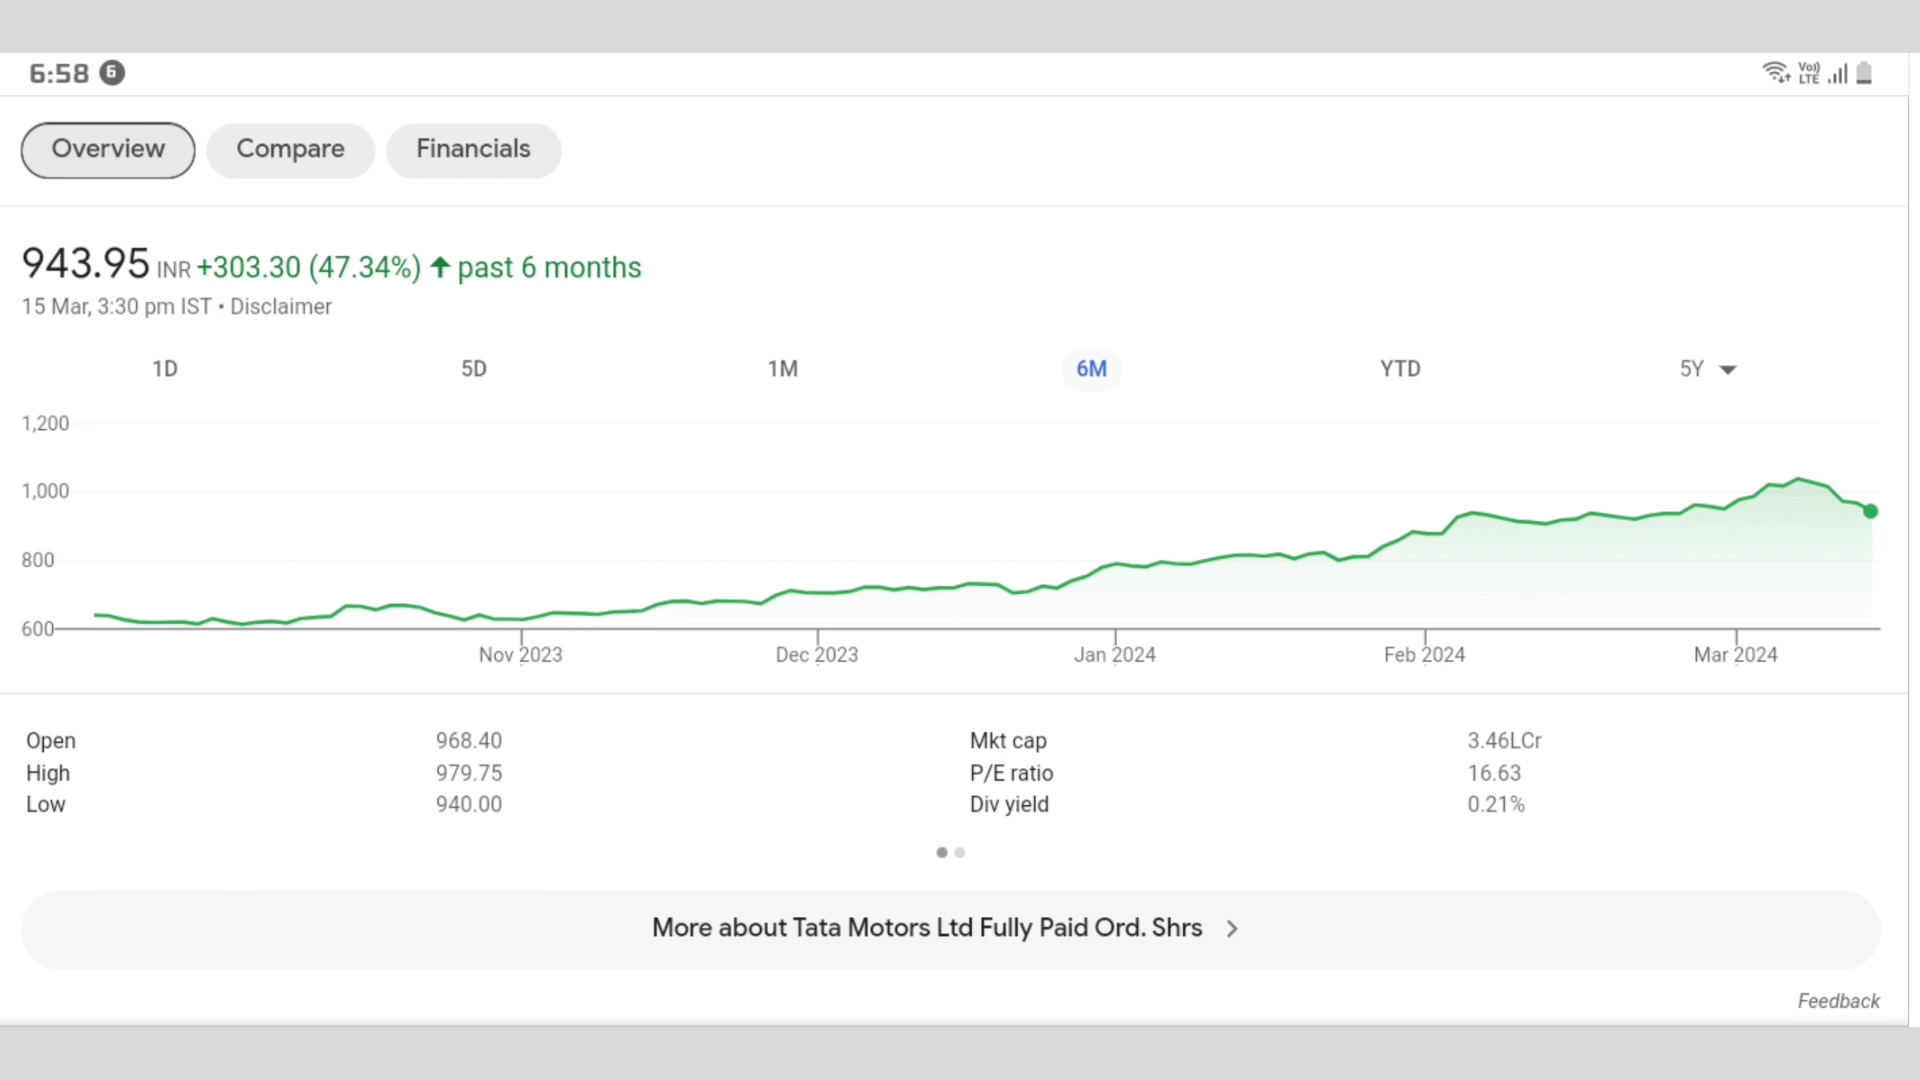 6:58 6 Vo)) LTE
Overview Compare Financials
943.95 INR +303.30 (47.34%) ↑ past 6 months
15 Mar, 3:30 pm IST • Disclaimer
1D 5D 1M 6M YTD 5Y
1,200
1,000
800
600
Nov 2023 Dec 2023 Jan 2024 Feb 2024 Mar 2024
Open 968.40 Mkt cap 3.46LCr
High 979.75 P/E ratio 16.63
Low 940.00 Div yield 0.21%
More about Tata Motors Ltd Fully Paid Ord. Shrs >
Feedback